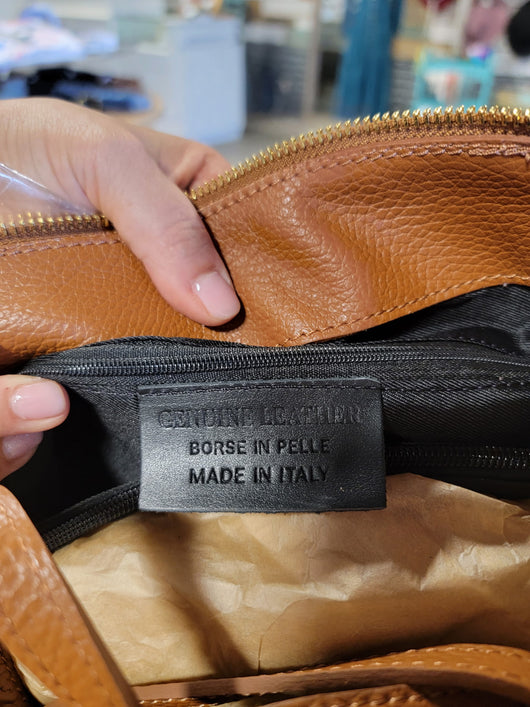 GENUINE LEATHER
BORSE IN PELLE
MADE IN ITALY